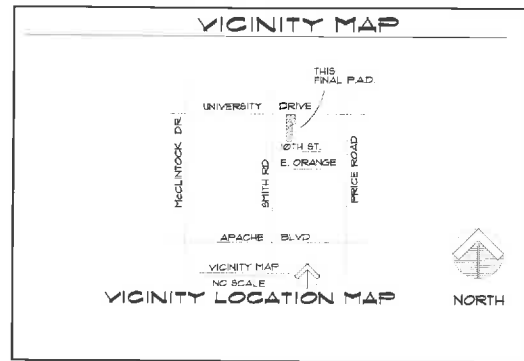 VICINITY MAP
THIS
FINAL P.A.D.
UNIVERSITY DRIVE
McCLINTOCK DR.
SMITH RD
10TH ST.
E. ORANGE
PRICE ROAD
APACHE BLVD
VICINITY MAP
NO SCALE
VICINITY LOCATION MAP
NORTH